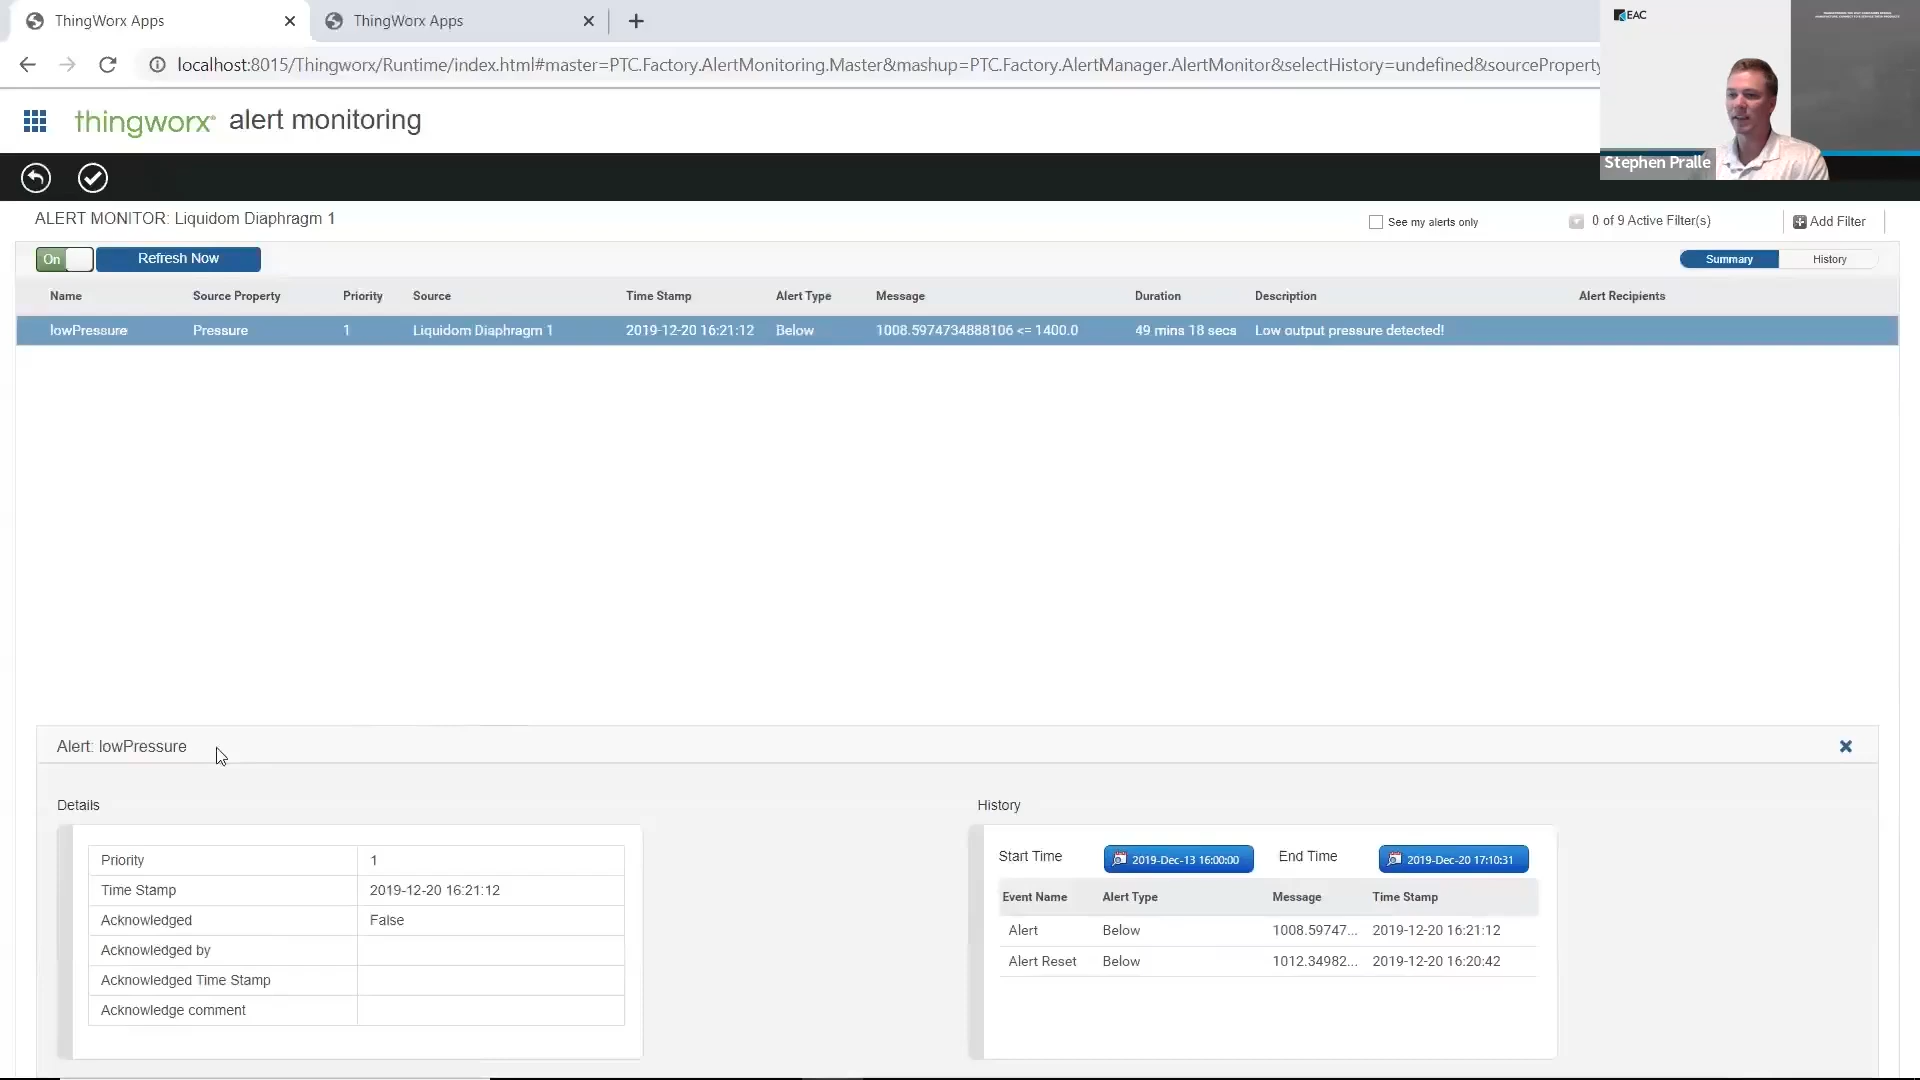 ThingWorx Apps
ThingWorx Apps
EAC
localhost:8015/Thingworx/Runtime/index.html#master=PTC.Factory.AlertMonitoring.Master&mashup=PTC.Factory.AlertManager.AlertMonitor&selectHistory=undefined&sourceProperty
thingworx alert monitoring
Stephen Pralle
ALERT MONITOR: Liquidom Diaphragm 1
See my alerts only
0 of 9 Active Filter(s)
Add Filter
On
Refresh Now
Summary
History
Name Source Property Priority Source Time Stamp Alert Type Message Duration Description Alert Recipients
lowPressure Pressure 1 Liquidom Diaphragm 1 2019-12-20 16:21:12 Below 1008.5974734888106 <= 1400.0 49 mins 18 secs Low output pressure detected!
Alert: lowPressure
Details
Priority 1
Time Stamp 2019-12-20 16:21:12
Acknowledged False
Acknowledged by
Acknowledged Time Stamp
Acknowledge comment
History
Start Time 2019-Dec-13 16:00:00 End Time 2019-Dec-20 17:10:31
Event Name Alert Type Message Time Stamp
Alert Below 1008.59747... 2019-12-20 16:21:12
Alert Reset Below 1012.34982... 2019-12-20 16:20:42